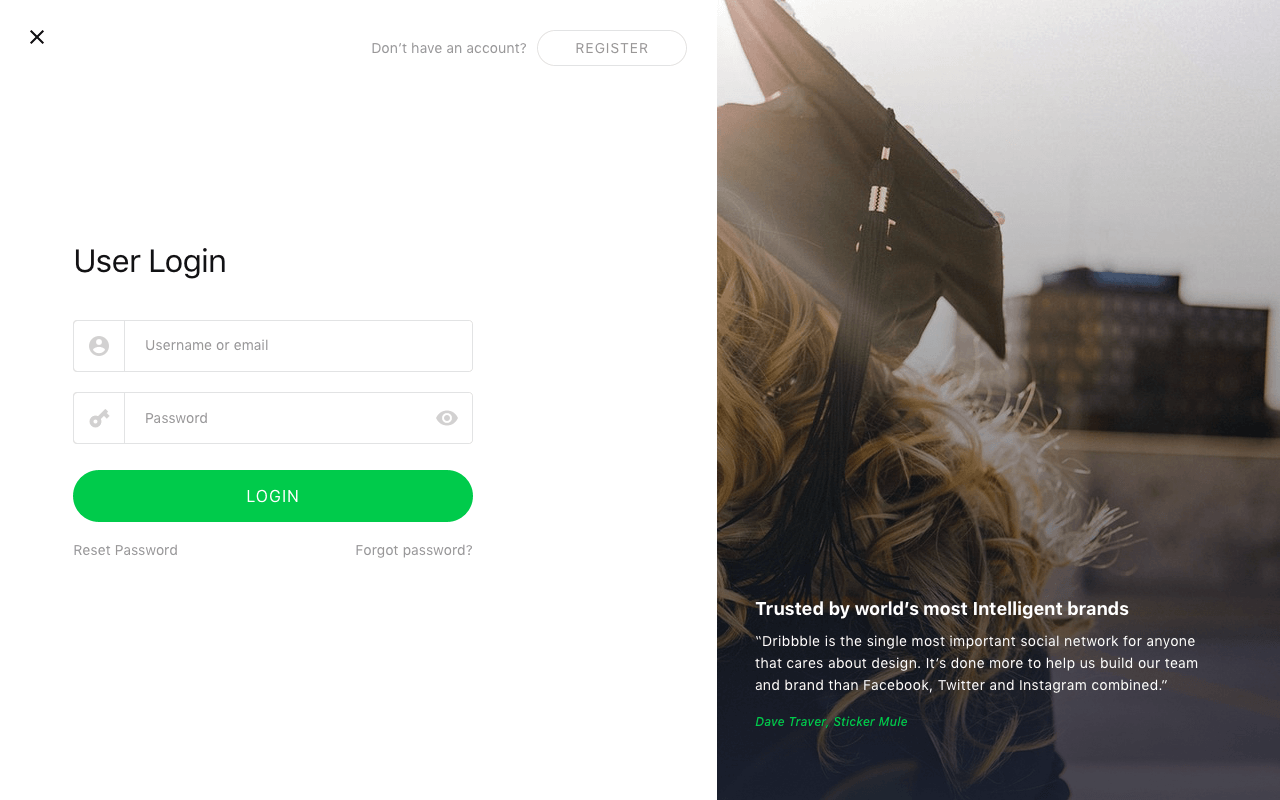 Don’t have an account? REGISTER
User Login
Username or email
Password
LOGIN
Reset Password Forgot password?
Trusted by world’s most Intelligent brands
“Dribbble is the single most important social network for anyone
that cares about design. It’s done more to help us build our team
and brand than Facebook, Twitter and Instagram combined.”
Dave Traver, Sticker Mule